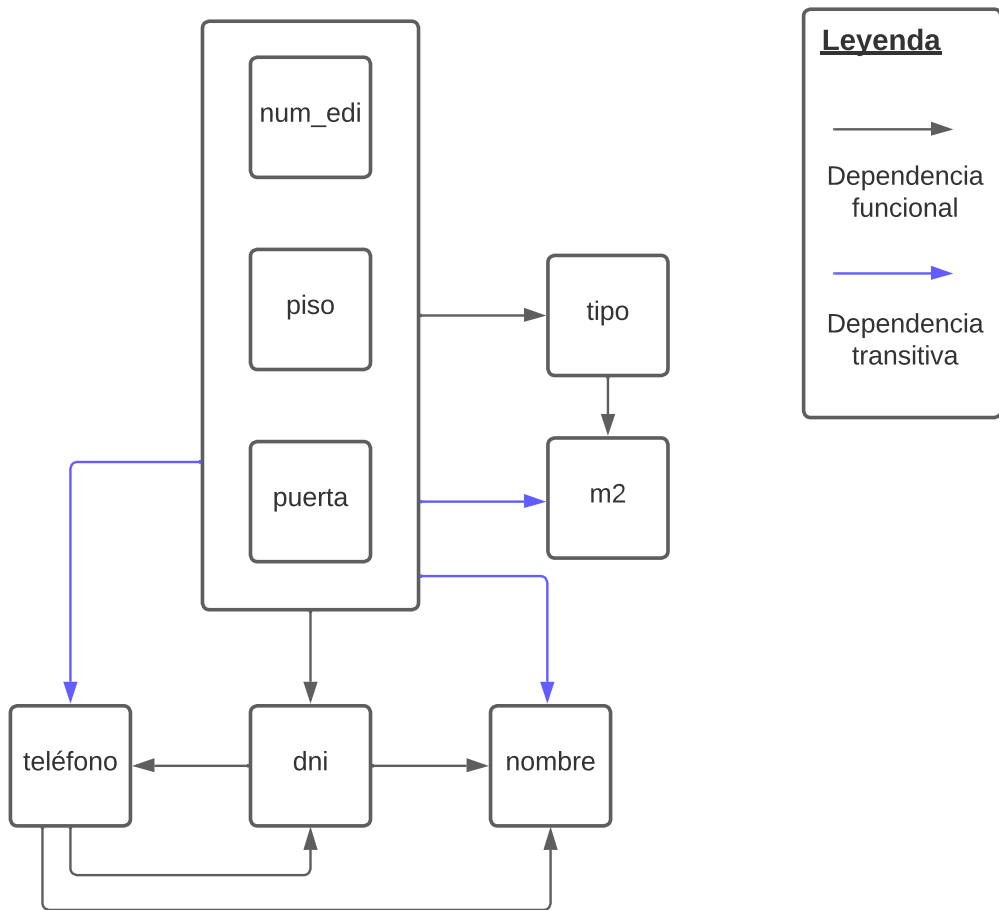 Leyenda
num_edi
Dependencia
funcional
piso
tipo
Dependencia
transitiva
puerta
m2
teléfono
dni
nombre